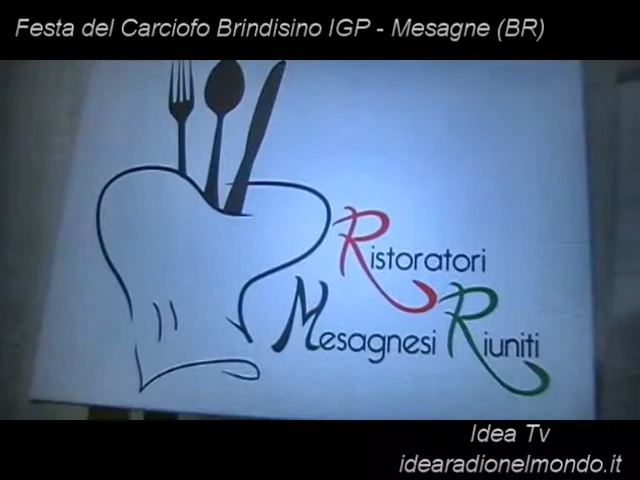 Festa del Carciofo Brindisino IGP - Mesagne (BR)
Ristoratori
Mesagnesi Riuniti
Idea Tv
idearadionelmondo.it